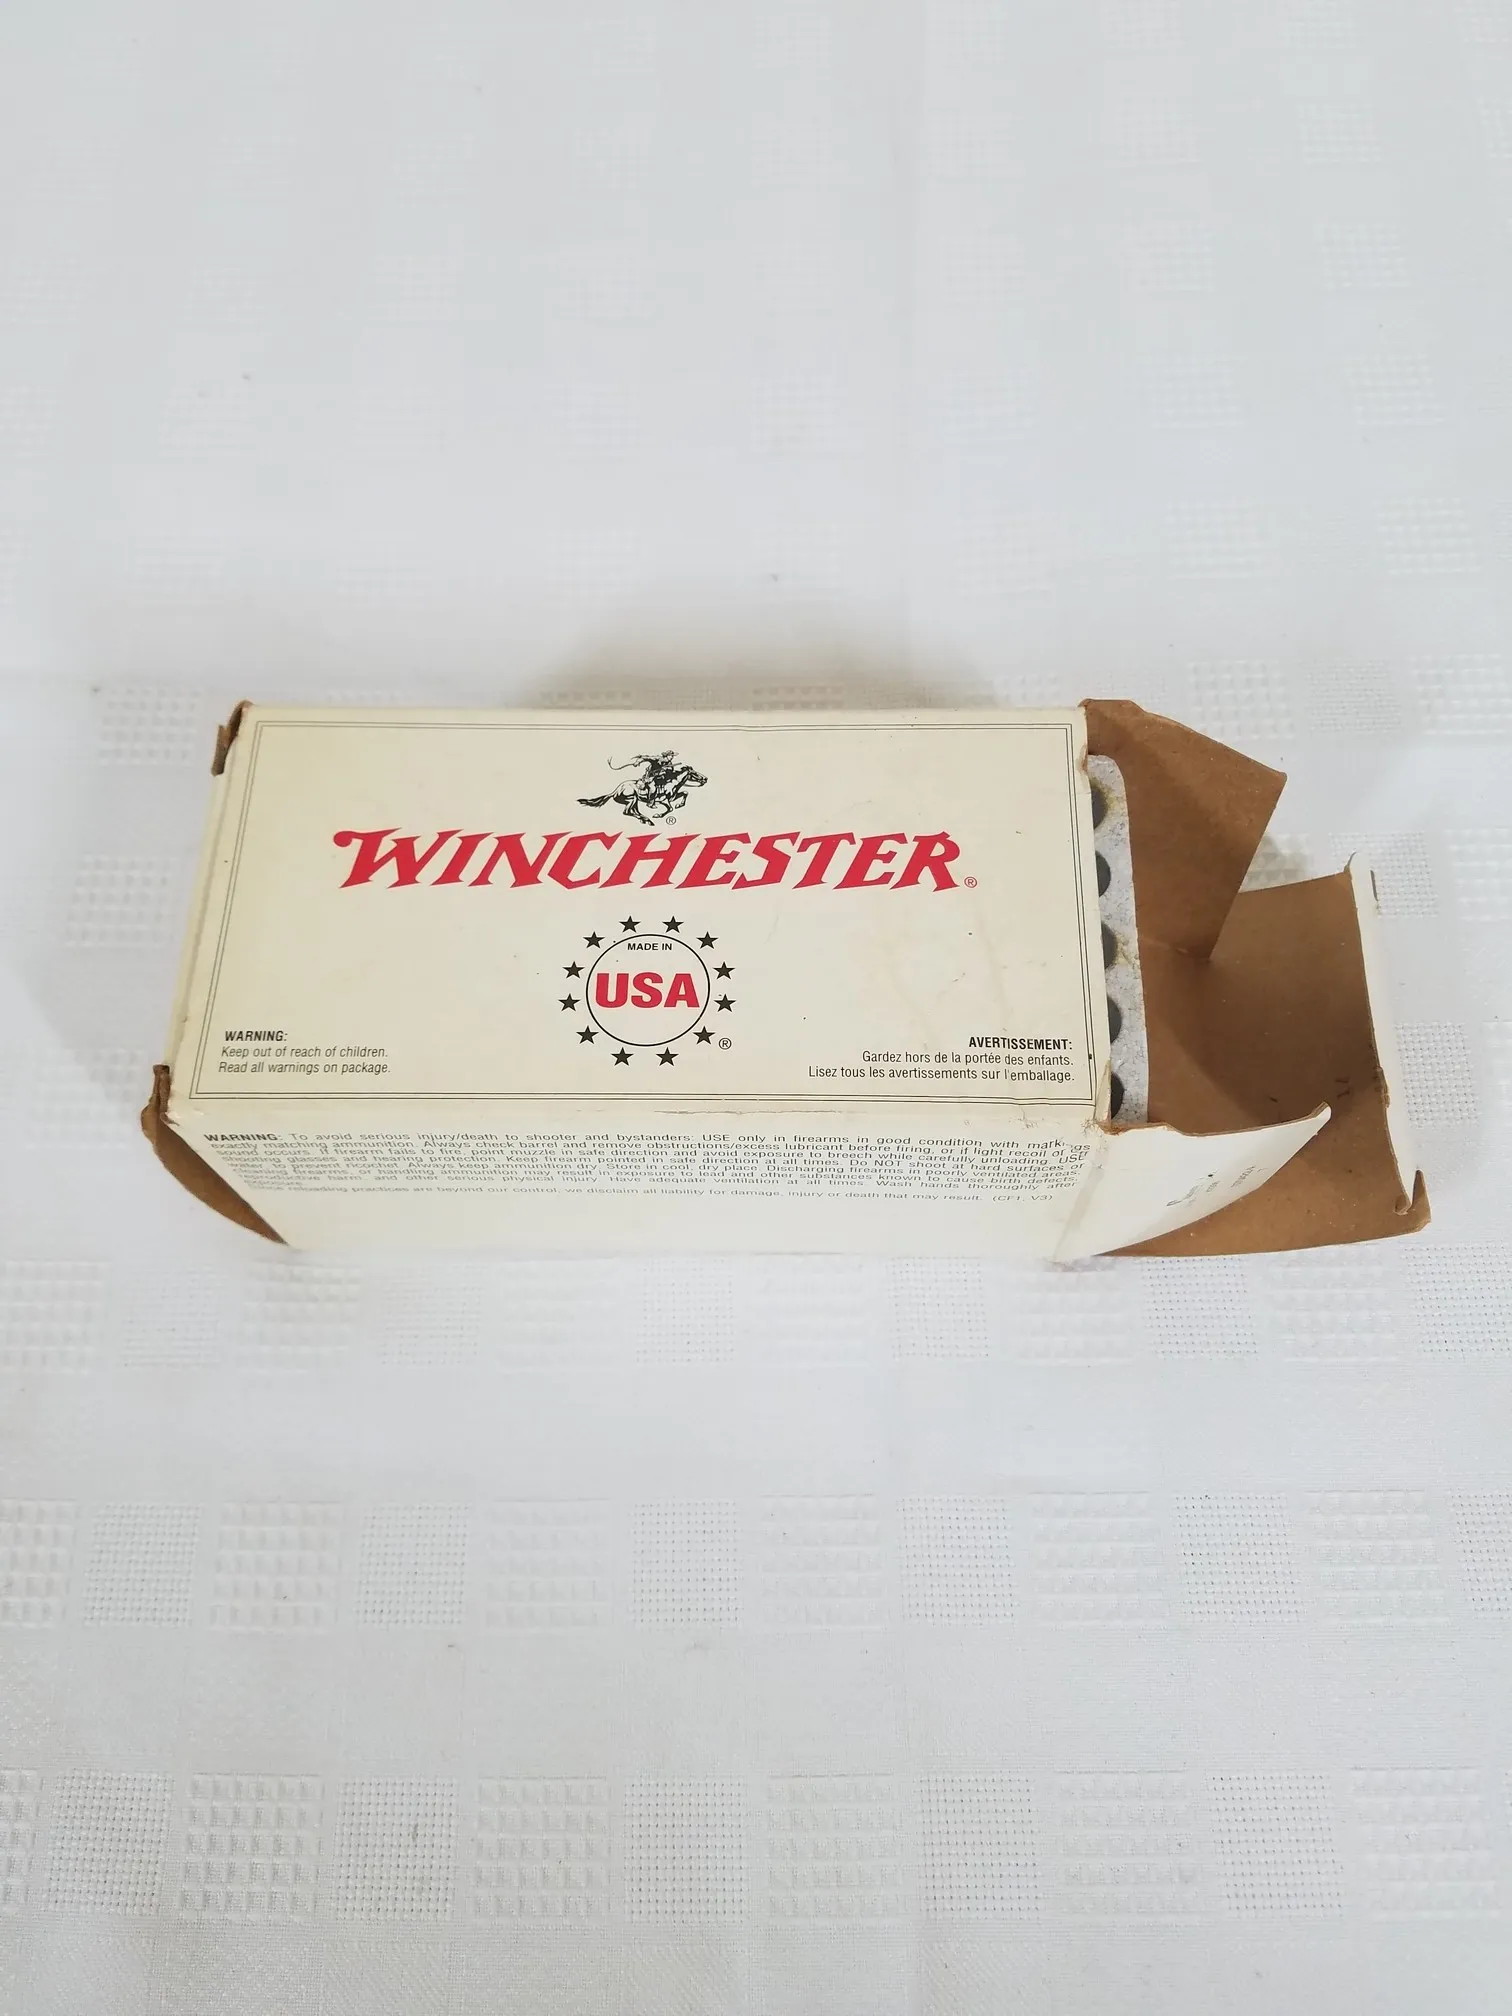 WINCHESTER®
MADE IN
USA
®
WARNING:
Keep out of reach of children.
Read all warnings on package.
AVERTISSEMENT:
Gardez hors de la portée des enfants.
Lisez tous les avertissements sur l'emballage.
WARNING: To avoid serious injury/death to shooter and bystanders: USE only in firearms in good condition with markings
exactly matching ammunition. Always check barrel and remove obstructions/excess lubricant before firing, or if light recoil or
sound occurs. If firearm fails to fire, point muzzle in safe direction and avoid exposure to breech while carefully unloading. USE
shooting glasses and hearing protection. Keep firearm pointed in safe direction at all times. Do NOT shoot at hard surfaces or
water, to prevent ricochet. Always keep ammunition dry. Store in cool, dry place. Discharging firearms in poorly ventilated areas,
cleaning firearms, or handling ammunition may result in exposure to lead and other substances known to cause birth defects,
reproductive harm, and other serious physical injury. Have adequate ventilation at all times. Wash hands thoroughly after
exposure.
Since reloading practices are beyond our control, we disclaim all liability for damage, injury or death that may result. (CF1, V3)